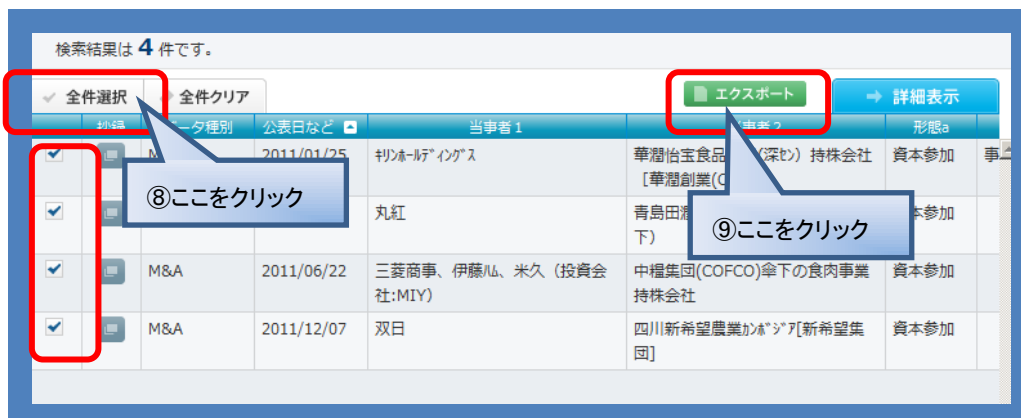 検索結果は 4 件です。
全件選択 全件クリア エクスポート 詳細表示
抄録 ータ種別 公表日など 当事者1 事者2 形態a
M 2011/01/25 ｷﾘﾝﾎｰﾙﾃﾞｨﾝｸﾞｽ 華潤怡宝食品 (深ｾﾝ) 持株会社 資本参加 事
[華潤創業(C
⑧ここをクリック
丸紅 青島田 本参加
下)
⑨ここをクリック
M&A 2011/06/22 三菱商事、伊藤ﾊﾑ、米久（投資会 中糧集団(COFCO)傘下の食肉事業 資本参加
社:MIY） 持株会社
M&A 2011/12/07 双日 四川新希望農業ｶﾝﾎﾞｼﾞｱ[新希望集 資本参加
団]